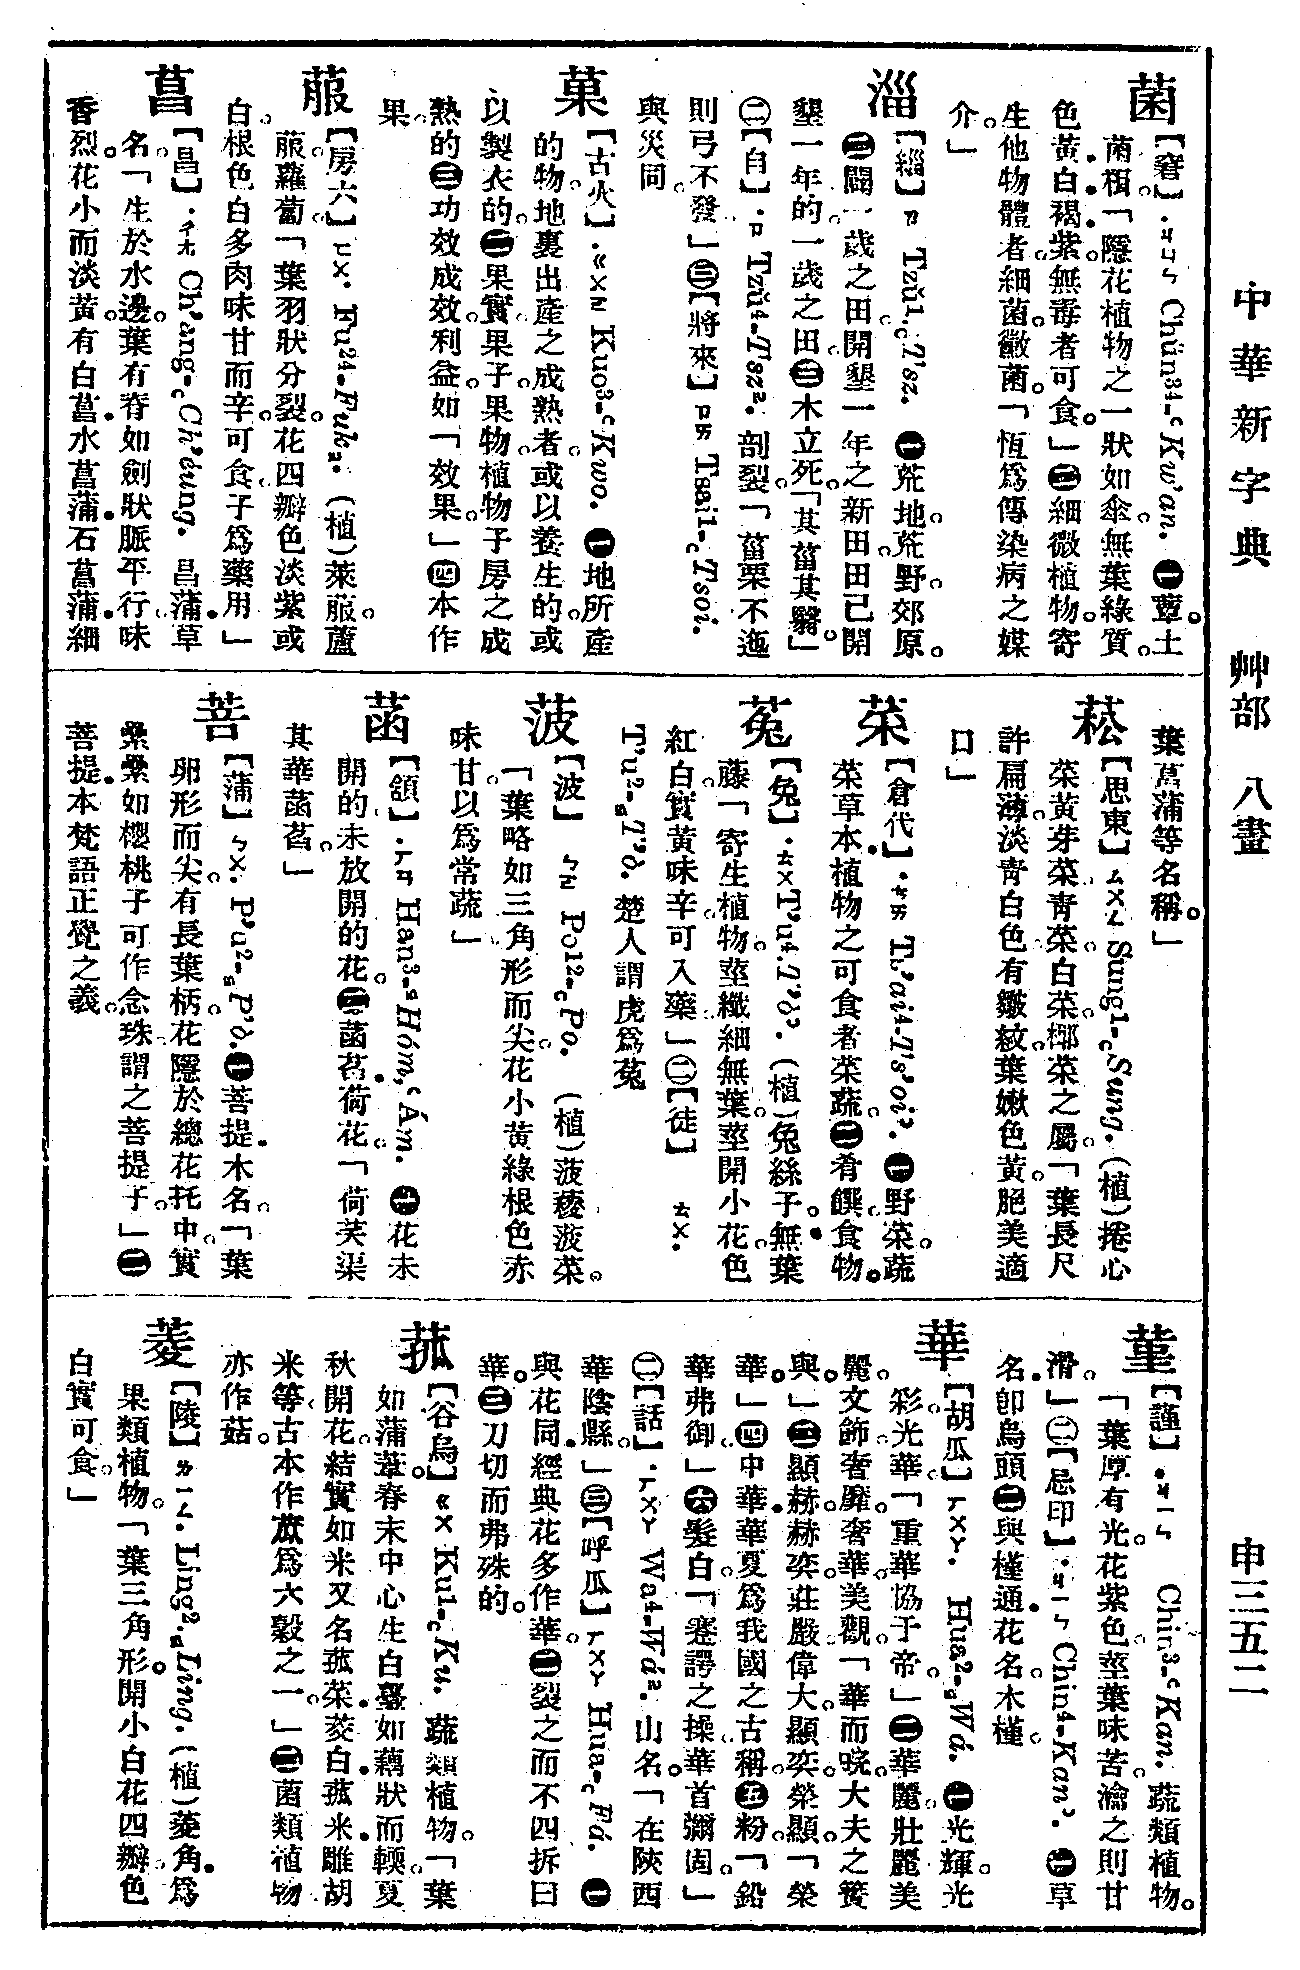 中華新字典　艸部　八畫　申三五二
菌
【窘】．ㄐㄩㄣ Chün³⁴-ᶜKw'an. ㊀蕈土
菌椢「隱花植物之一狀如傘。無葉綠質。
色黃白褐紫。無毒者可食。」㊁細微植物。寄
生他物體者。細菌。黴菌。「恆爲傳染病之媒
介。」
淄
【緇】ㄗ Tzŭ¹-꜀Tsz. ㊀荒地。荒野。郊原。
㊁闢一歲之田。開墾一年之新田。田已開
墾一年的。一歲之田。㊂木立死。「其菑其翳。」
㈡【自】．ㄗ Tzŭ⁴-Tsz². 剖裂。「菑栗不迤
則弓不發」㈢【將來】ㄗㄞ Tsai¹-꜀Tsoi.
與災同。
菓
【古火】．ㄍㄨㄛ Kuo³-ᶜKwo. ㊀地所產
的物。地裏出產之成熟者。或以養生的。或
以製衣的。㊁果實。果子。果物。植物子房之成
熟的㊂功效。成效。利益。如「效果。」㊃本作
果。
菔
【房六】ㄈㄨ. Fu²⁴-Fuk₂. (植)萊菔。蘆
菔。蘿蔔。「葉羽狀分裂。花四瓣。色淡紫或
白。根色白多肉。味甘而辛。可食。子爲藥用。」
菖
【昌】．ㄔㄤ Ch'ang-꜀Ch'éung. 昌蒲。草
名。「生於水邊。葉有脊如劍狀。脈平行。味
香烈。花小而淡黃。有白菖。水菖蒲。石菖蒲。細
葉菖蒲等名稱。」
菘
【思東】ㄙㄨㄥ Sung¹-꜀Sung. (植)捲心
菜。黃芽菜。青菜。白菜。椰菜之屬。「葉長尺
許。扁薄。淡青白色。有皺紋。葉嫩。色黃。脃美適
口」
菜
【倉代】．ㄘㄞ Ts'ai⁴-Ts'oi². ㊀野菜。蔬
菜。草本植物之可食者。菜蔬。㊁肴饌。食物。
菟
【兔】．ㄊㄨ T'u⁴-T'ò². (植)兔絲子。無葉
藤「寄生植物。莖纖細無葉。莖開小花。色
紅白。實黃。味辛。可入藥。」㈡【徒】 ㄊㄨ.
T'u²-ₛT'ò. 楚人謂虎爲菟
菠
【波】 ㄅㄛ Po¹²-꜀Po. (植)菠薐。菠菜。
「葉略如三角形而尖。花小黃綠。根色赤。
味甘。以爲常蔬」
菡
【頷】．ㄏㄢ Han³-ᶜHóm, ᶜÁm. ㊀花未
開的。未放開的花。㊁菡萏。荷花。「荷芙渠
其華菡萏。」
菩
【蒲】ㄆㄨ. P'u²-ₛP'ò. ㊀菩提。木名。「葉
卵形而尖。有長葉柄。花隱於總花托中。實
纍纍如櫻桃子。可作念珠。謂之菩提子。」㊁
菩提。本梵語。正覺之義。
菫
【謹】．ㄐㄧㄣ Chin³-ᶜKan. 蔬類植物。
「葉厚有光。花紫色。莖葉味苦。瀹之則甘
滑。」㈡【忌印】．ㄐㄧㄣ Chin⁴-Kan². ㊀草
名。卽烏頭㊁與槿通。花名。木槿。
華
【胡瓜】ㄏㄨㄚ. Hua²-ₛWá. ㊀光輝。光
彩。光華。「重華協于帝。」㊁華麗。壯麗。美
麗。文飾。奢靡。奢華。美觀。「華而晥。大夫之簀
與。」㊂顯赫。赫奕。莊嚴。偉大。顯奕。榮顯。「榮
華。」㊃中華。華夏。爲我國之古稱。㊄粉。「鉛
華弗御。」㊅髮白。「蹇諤之操。華首彌固。」
㈡【話】．ㄏㄨㄚ Wa⁴-Wá². 山名。「在陝西
華陰縣。」㈢【呼瓜】ㄏㄨㄚ Hua-꜀Fá. ㊀
與花同。經典花多作華。㊁裂之而不四拆曰
華。㊂刀切而弗殊的。
菰
【谷烏】ㄍㄨ Ku¹-꜀Ku. 蔬類植物。「葉
如蒲葦。春末中心生白薹如藕狀而輭。夏
秋開花。結實如米。又名菰菜。茭白。菰米。雕胡
米等。古本作苽。爲六穀之一。」㊁菌類植物
亦作菇。
菱
【陵】ㄌㄧㄥ. Ling²-ₛLing. (植)菱角。爲
果類植物。「葉三角形。開小白花。四瓣。色
白。實可食。」